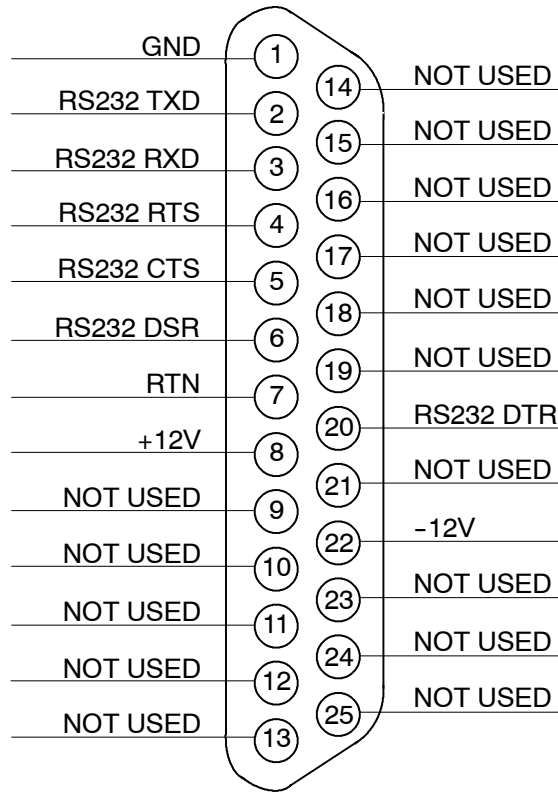 GND 1
RS232 TXD 2
RS232 RXD 3
RS232 RTS 4
RS232 CTS 5
RS232 DSR 6
RTN 7
+12V 8
NOT USED 9
NOT USED 10
NOT USED 11
NOT USED 12
NOT USED 13
14 NOT USED
15 NOT USED
16 NOT USED
17 NOT USED
18 NOT USED
19 NOT USED
20 RS232 DTR
21 NOT USED
22 -12V
23 NOT USED
24 NOT USED
25 NOT USED